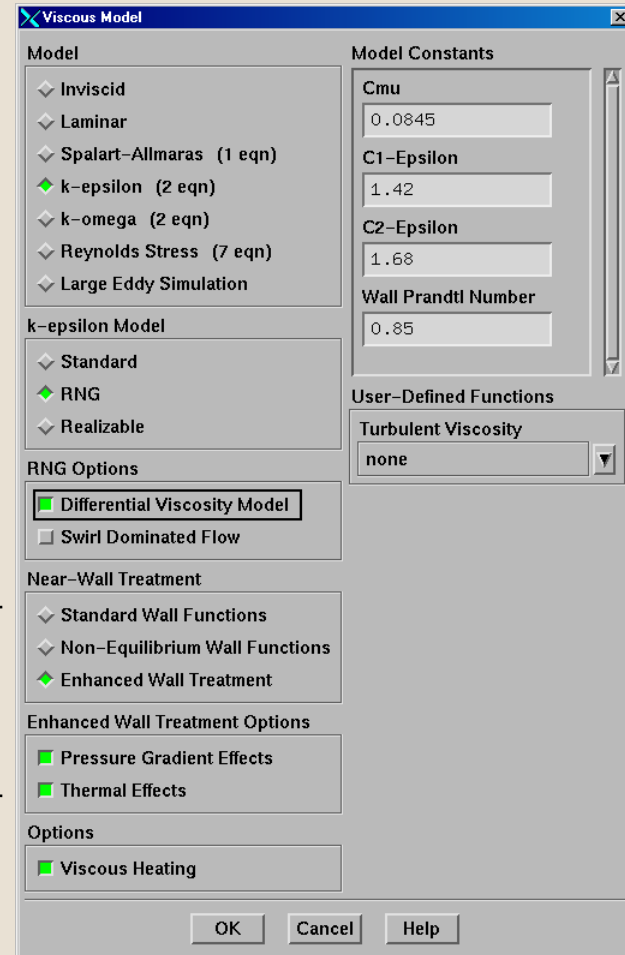 Viscous Model
Model
Inviscid
Laminar
Spalart-Allmaras (1 eqn)
k-epsilon (2 eqn)
k-omega (2 eqn)
Reynolds Stress (7 eqn)
Large Eddy Simulation
k-epsilon Model
Standard
RNG
Realizable
RNG Options
Differential Viscosity Model
Swirl Dominated Flow
Near-Wall Treatment
Standard Wall Functions
Non-Equilibrium Wall Functions
Enhanced Wall Treatment
Enhanced Wall Treatment Options
Pressure Gradient Effects
Thermal Effects
Options
Viscous Heating
Model Constants
Cmu
0.0845
C1-Epsilon
1.42
C2-Epsilon
1.68
Wall Prandtl Number
0.85
User-Defined Functions
Turbulent Viscosity
none
OK Cancel Help